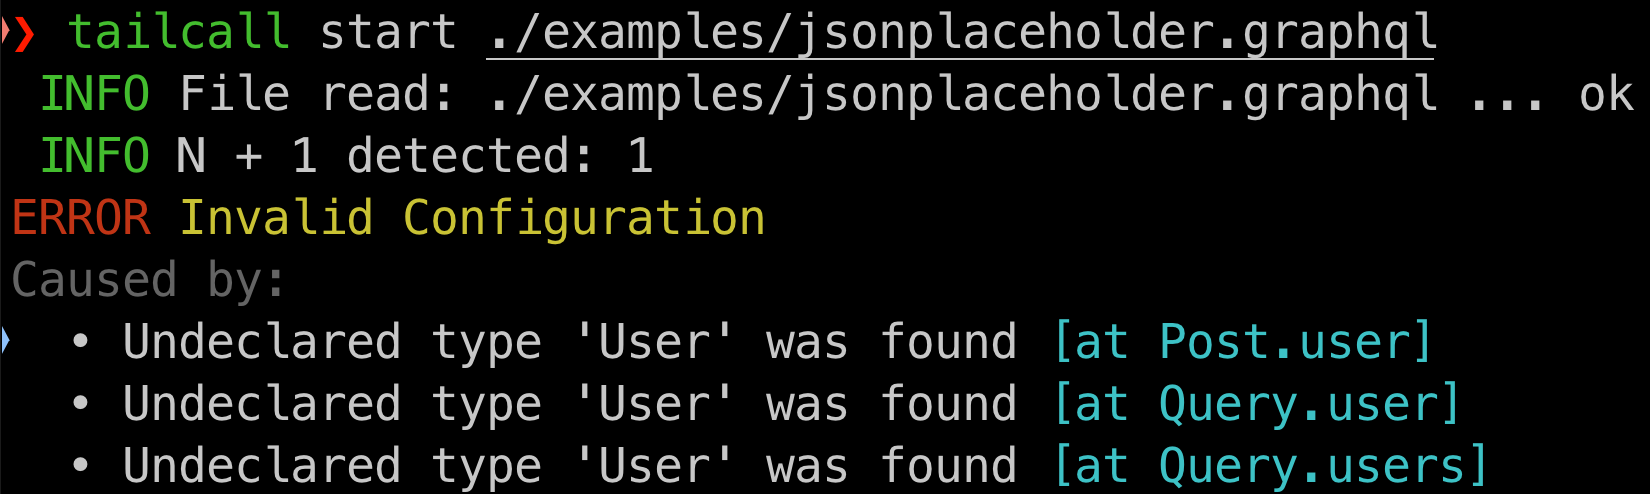 ❯ tailcall start ./examples/jsonplaceholder.graphql
INFO File read: ./examples/jsonplaceholder.graphql ... ok
INFO N + 1 detected: 1
ERROR Invalid Configuration
Caused by:
• Undeclared type 'User' was found [at Post.user]
• Undeclared type 'User' was found [at Query.user]
• Undeclared type 'User' was found [at Query.users]